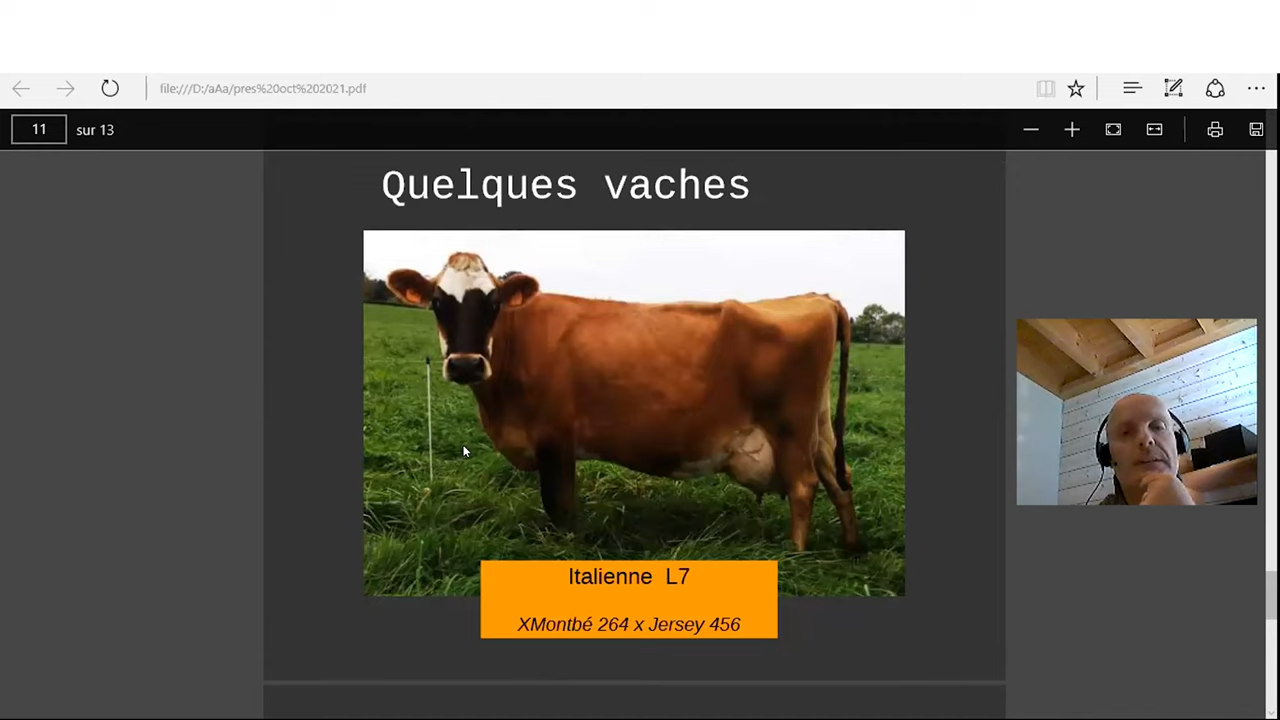 file:///D:/aAa/pres%20oct%202021.pdf
11 sur 13
Quelques vaches
Italienne L7
XMontbé 264 x Jersey 456